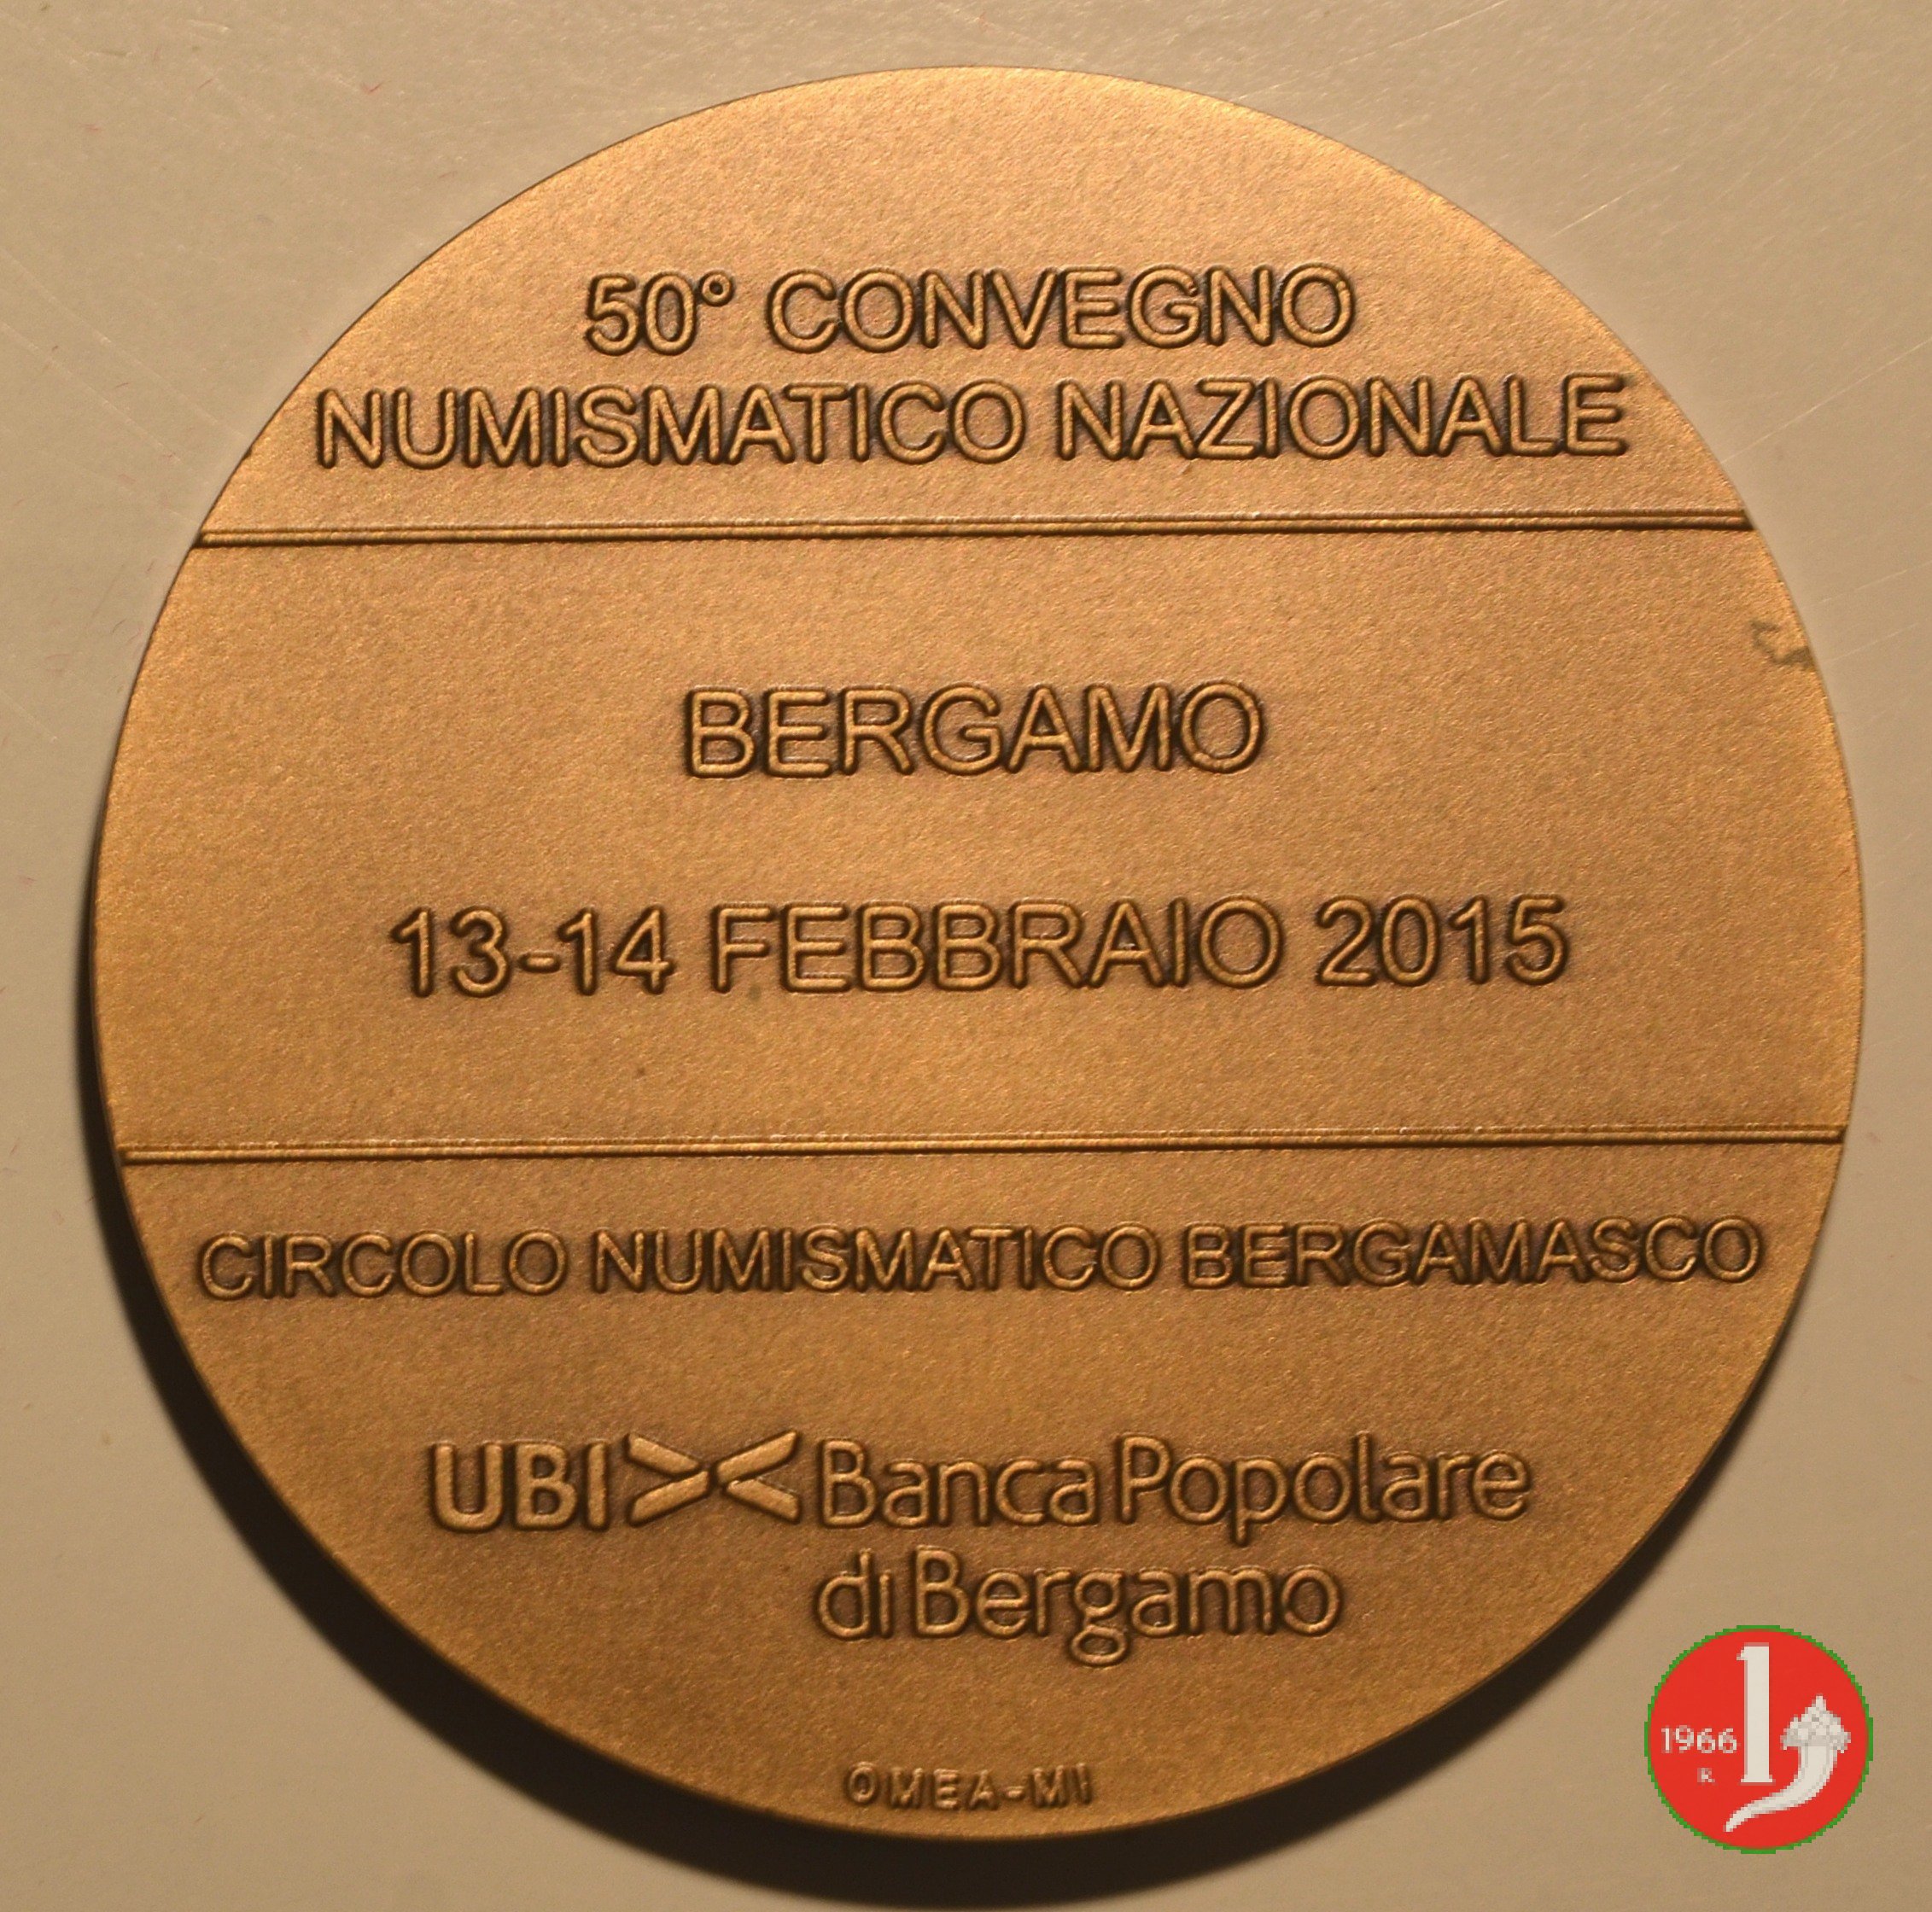 50° CONVEGNO
NUMISMATICO NAZIONALE
BERGAMO
13-14 FEBBRAIO 2015
CIRCOLO NUMISMATICO BERGAMASCO
UBI Banca Popolare
di Bergamo
OMEA-MI
1966
1
R